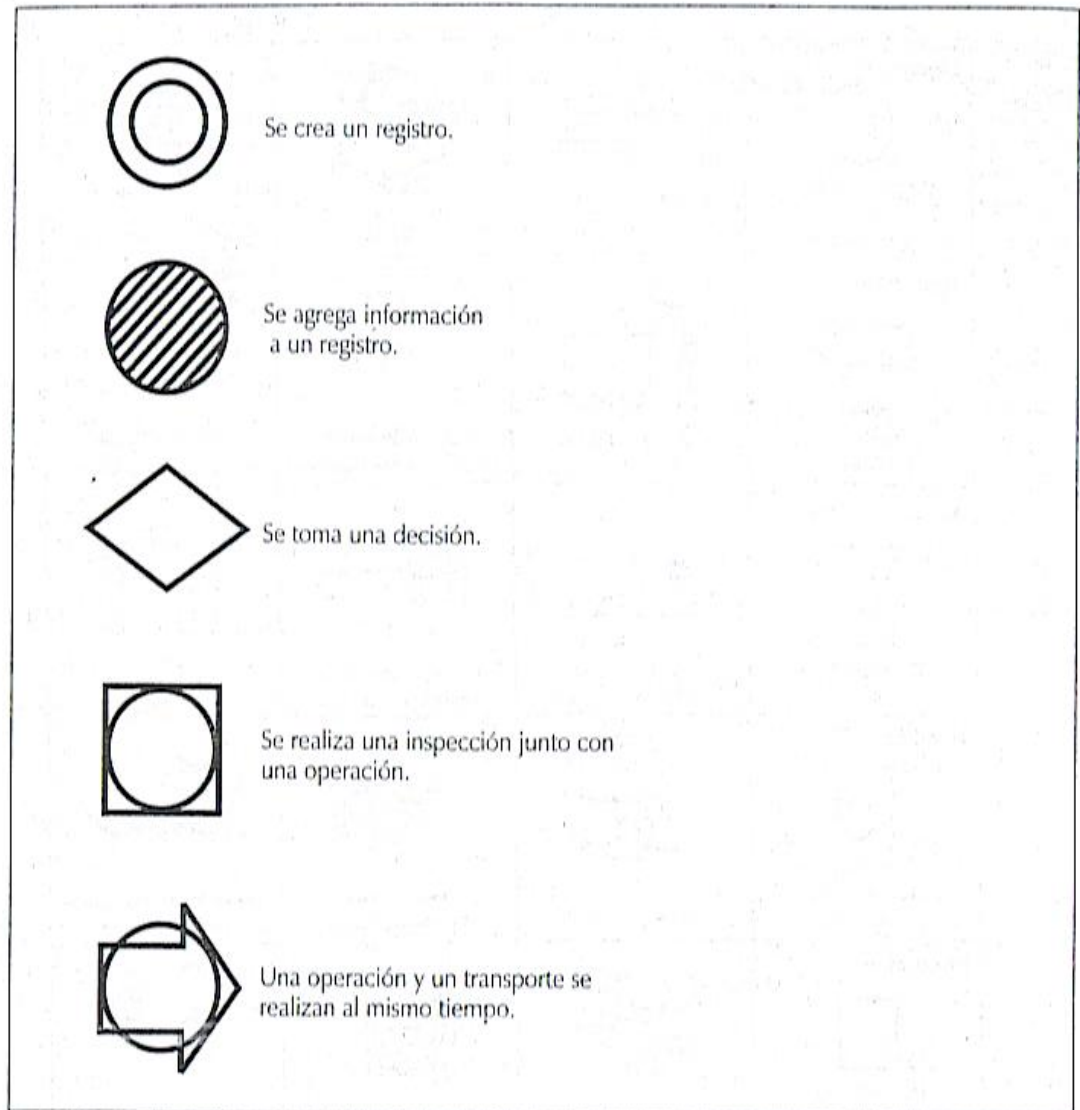 Se crea un registro.
Se agrega información
a un registro.
Se toma una decisión.
Se realiza una inspección junto con
una operación.
Una operación y un transporte se
realizan al mismo tiempo.